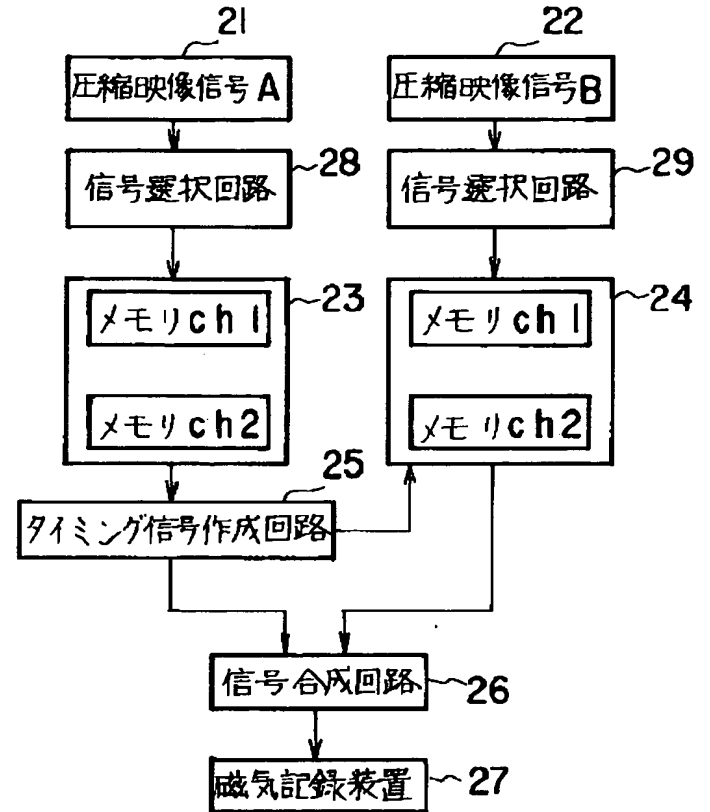 21
22
圧縮映像信号A
圧縮映像信号B
28
29
信号選択回路
信号選択回路
23
24
メモリch1
メモリch1
メモリch2
メモリch2
25
タイミング信号作成回路
信号合成回路
26
磁気記録装置
27